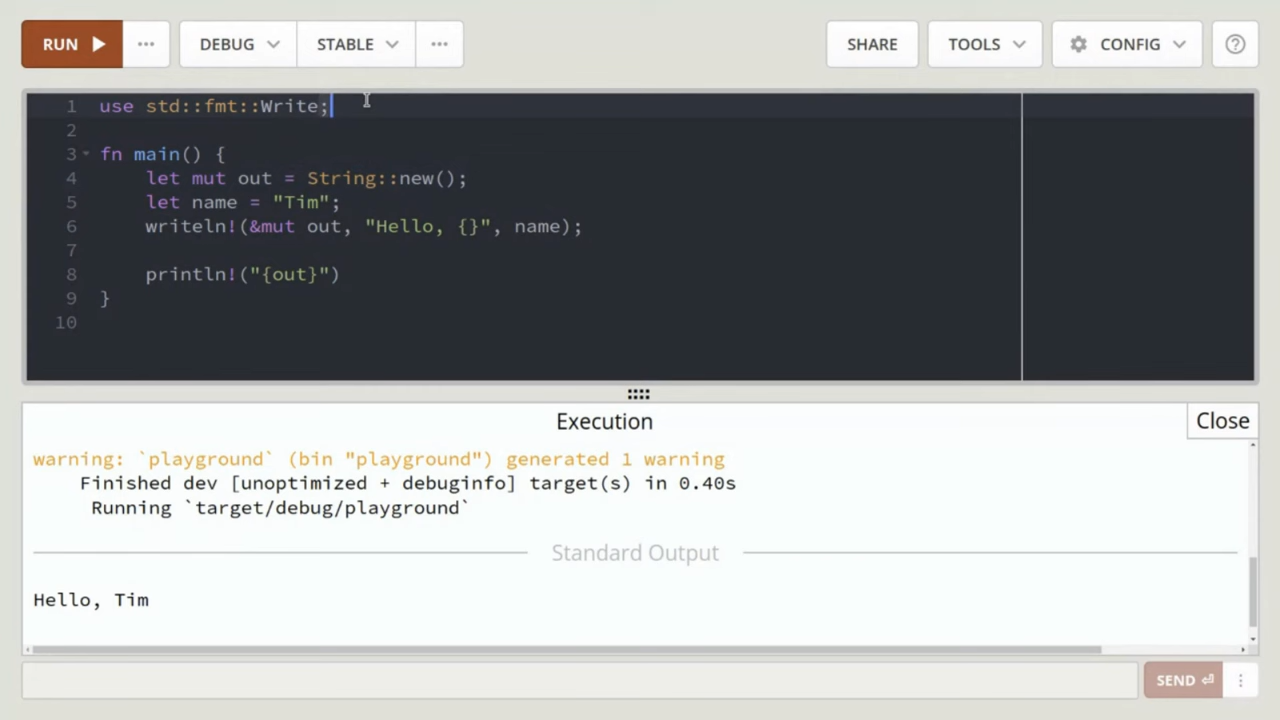 RUN DEBUG STABLE SHARE TOOLS CONFIG
1 use std::fmt::Write;
2
3 fn main() {
4     let mut out = String::new();
5     let name = "Tim";
6     writeln!(&mut out, "Hello, {}", name);
7
8     println!("{out}")
9 }
10
Execution
Close
warning: `playground` (bin "playground") generated 1 warning
    Finished dev [unoptimized + debuginfo] target(s) in 0.40s
     Running `target/debug/playground`
Standard Output
Hello, Tim
SEND